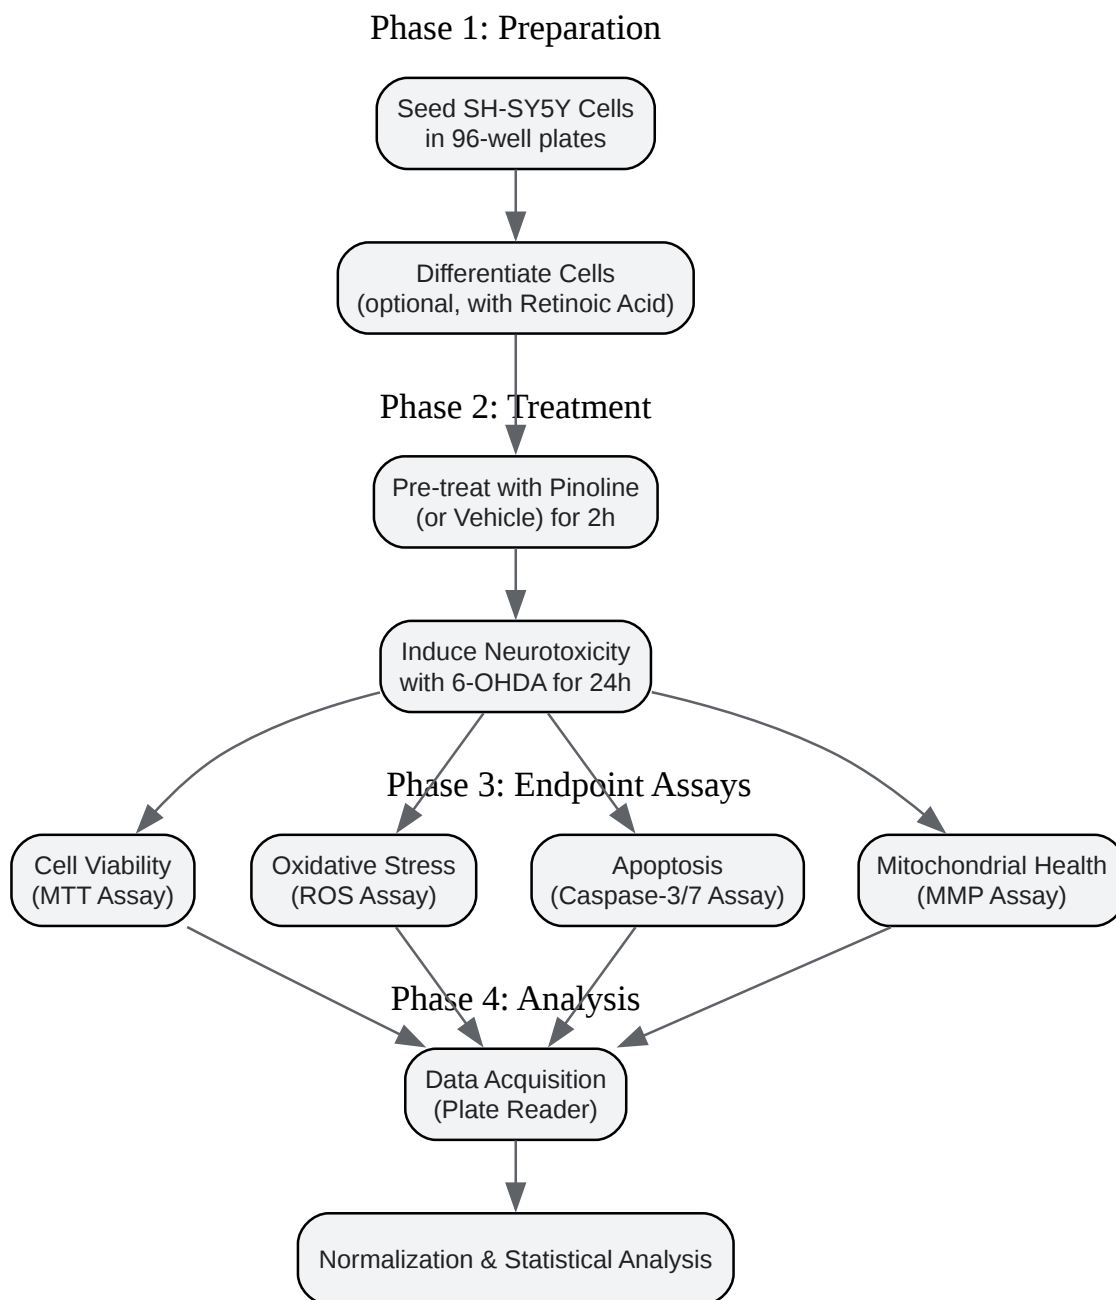 Phase 1: Preparation
Seed SH-SY5Y Cells
in 96-well plates
Differentiate Cells
(optional, with Retinoic Acid)
Phase 2: Treatment
Pre-treat with Pinoline
(or Vehicle) for 2h
Induce Neurotoxicity
with 6-OHDA for 24h
Phase 3: Endpoint Assays
Cell Viability
(MTT Assay)
Oxidative Stress
(ROS Assay)
Apoptosis
(Caspase-3/7 Assay)
Mitochondrial Health
(MMP Assay)
Phase 4: Analysis
Data Acquisition
(Plate Reader)
Normalization & Statistical Analysis